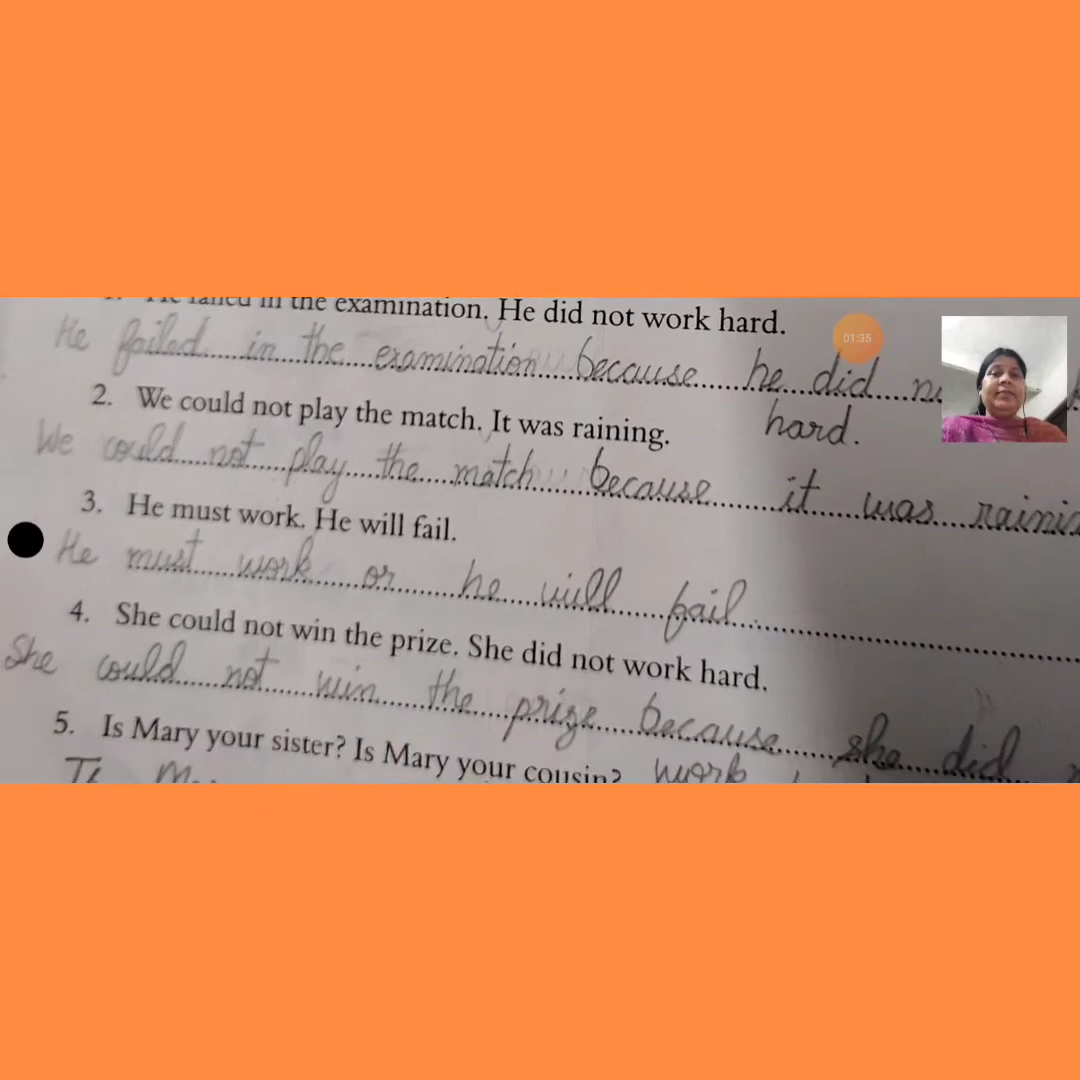 in the examination. He did not work hard.
He failed in the examination because he did
hard.
01:35
2. We could not play the match. It was raining.
We could not play the match because it was
3. He must work. He will fail.
He must work or he will fail.
4. She could not win the prize. She did not work hard.
She could not win the prize because she did
work
5. Is Mary your sister? Is Mary your cousin?